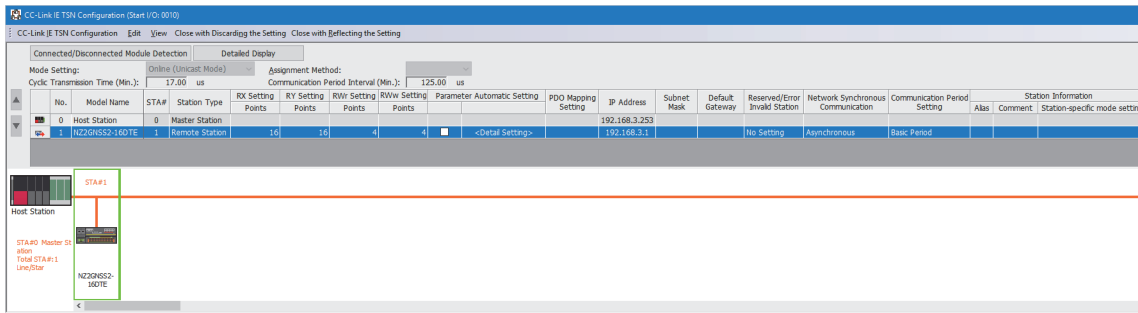 CC-Link IE TSN Configuration (Start I/O: 0010)
CC-Link IE TSN Configuration Edit View Close with Discarding the Setting Close with Reflecting the Setting
Connected/Disconnected Module Detection Detailed Display
Mode Setting: Online (Unicast Mode) Assignment Method:
Cyclic Transmission Time (Min.): 17.00 us Communication Period Interval (Min.): 125.00 us
No. Model Name STA# Station Type RX Setting RY Setting RWr Setting RWw Setting Parameter Automatic Setting PDO Mapping Setting IP Address Subnet Mask Default Gateway Reserved/Error Invalid Station Network Synchronous Communication Communication Period Setting Station Information
Points Points Points Points Alias Comment Station-specific mode settin
0 Host Station 0 Master Station 192.168.3.253
1 NZ2GNSS2-16DTE 1 Remote Station 16 16 4 4 <Detail Setting> 192.168.3.1 No Setting Asynchronous Basic Period
STA#1
Host Station
STA#0 Master St
ation
Total STA#:1
Line/Star
NZ2GNSS2-
16DTE